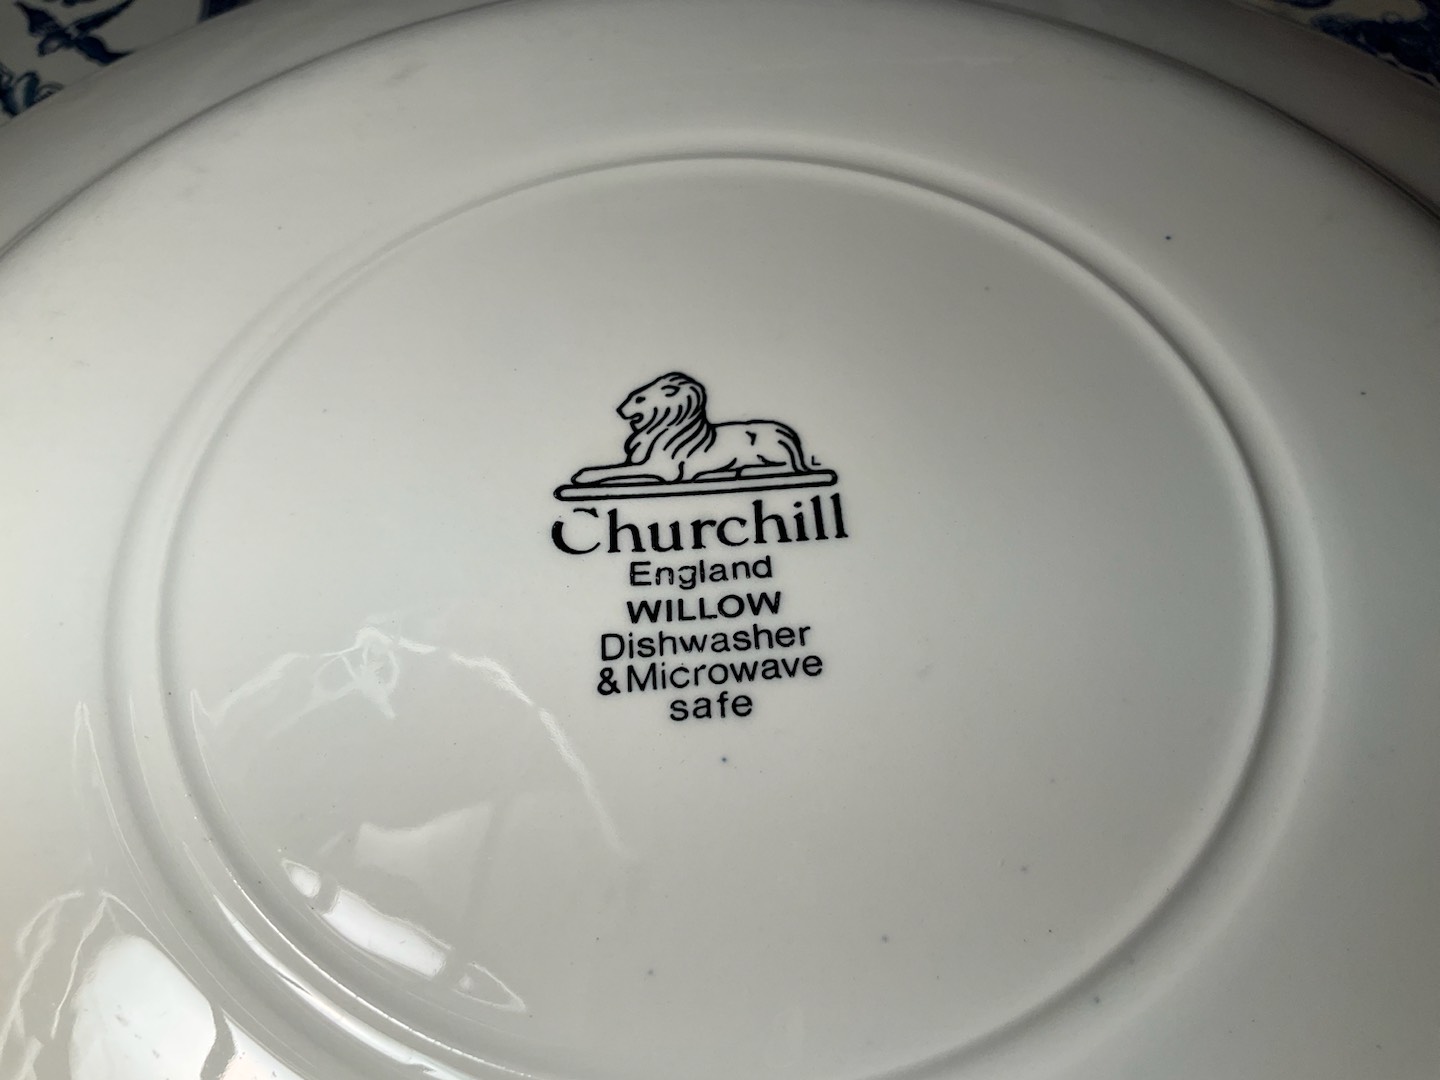 L
Churchill
England
WILLOW
Dishwasher
&Microwave
safe